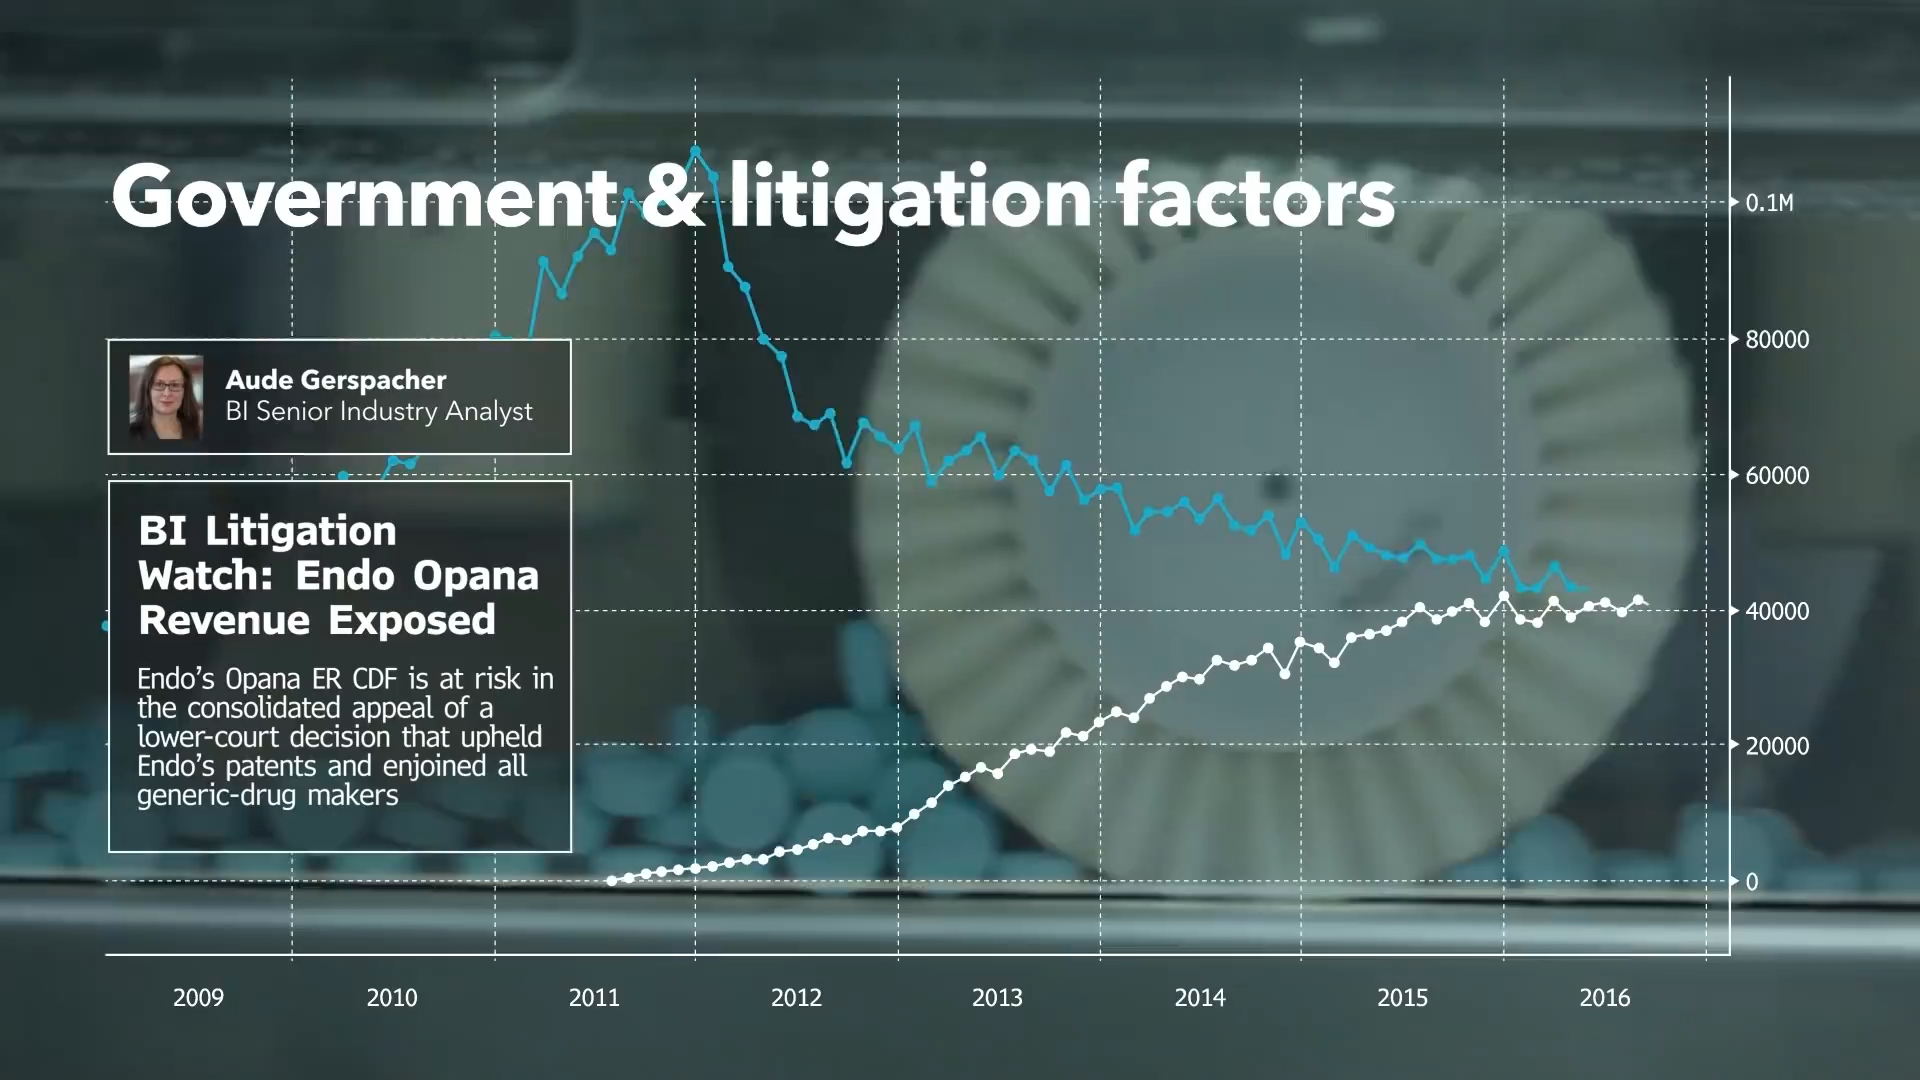 Government & litigation factors
0.1M
80000
Aude Gerspacher
BI Senior Industry Analyst
60000
BI Litigation
Watch: Endo Opana
Revenue Exposed
40000
Endo's Opana ER CDF is at risk in
the consolidated appeal of a
lower-court decision that upheld
Endo's patents and enjoined all
generic-drug makers
20000
0
2009 2010 2011 2012 2013 2014 2015 2016